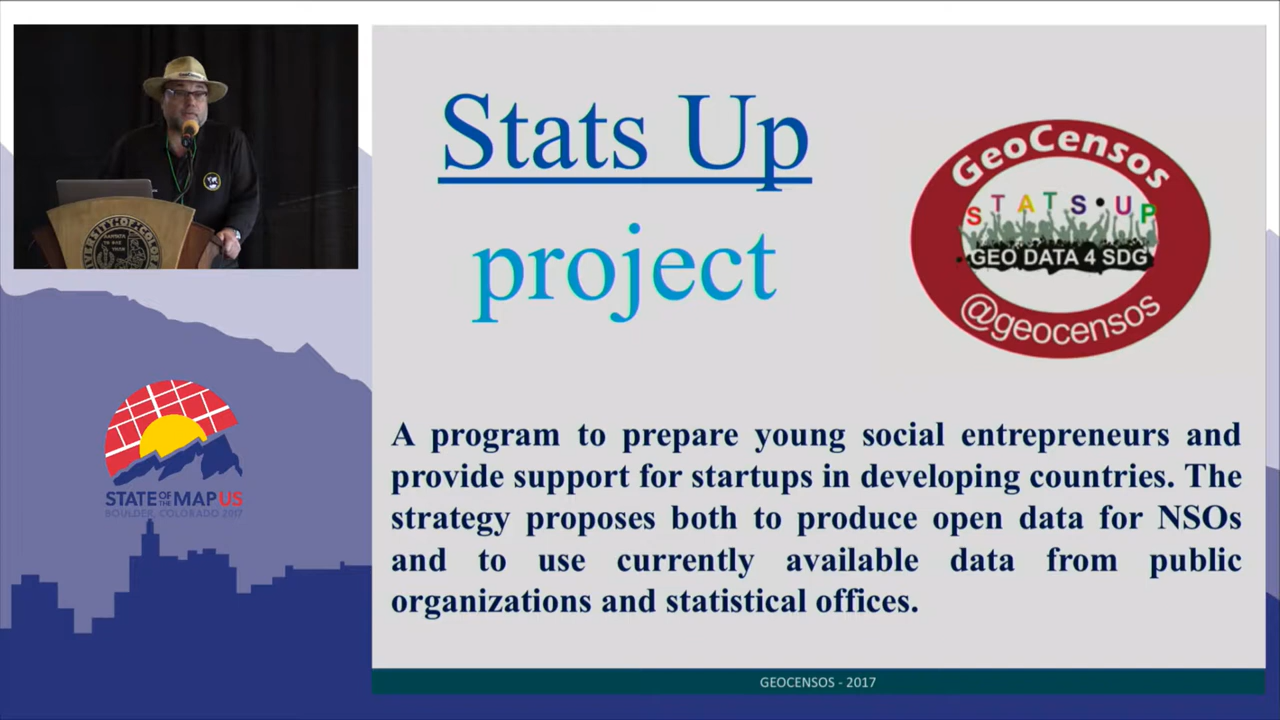 Stats Up
project
GeoCensos
STATS•UP
GEO DATA 4 SDG
@geocensos
A program to prepare young social entrepreneurs and
provide support for startups in developing countries. The
strategy proposes both to produce open data for NSOs
and to use currently available data from public
organizations and statistical offices.
GEOCENSOS - 2017
STATE OF THE MAP US
BOULDER, COLORADO 2017